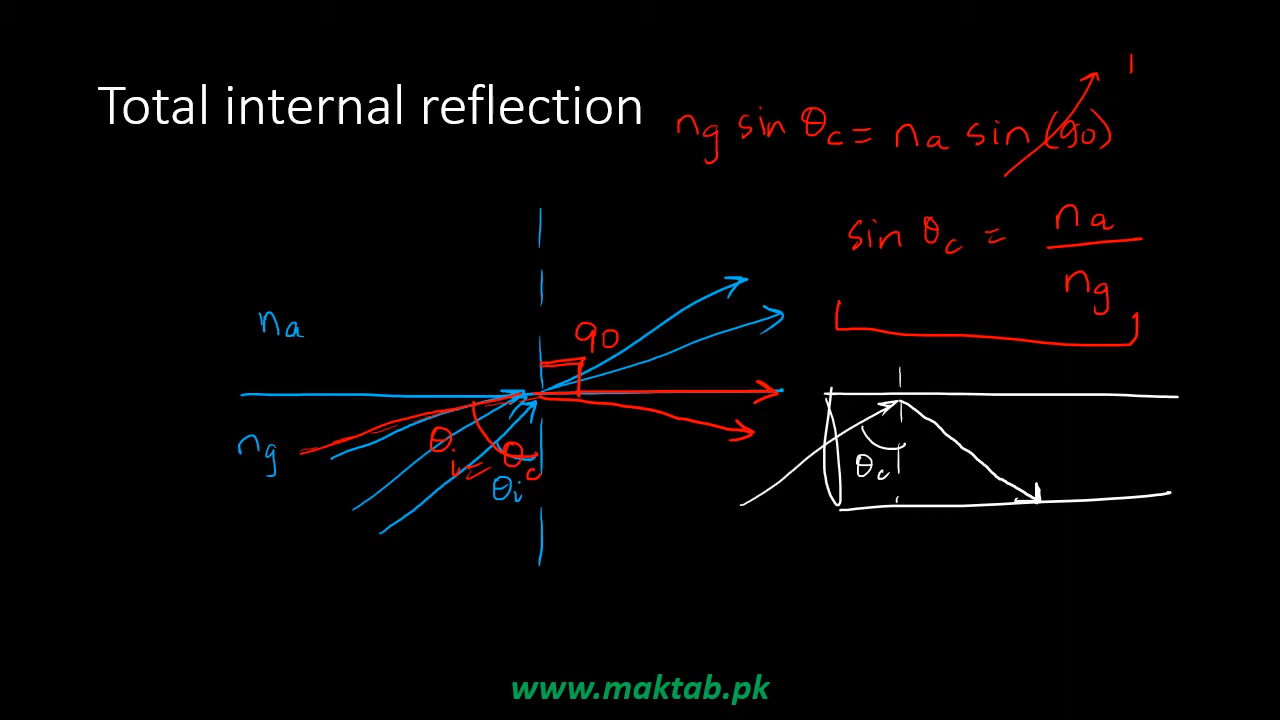 Total internal reflection
1
ng sin θc = na sin (90)
sin θc = na / ng
na
90
ng
θi = θc
θi
θc
www.maktab.pk